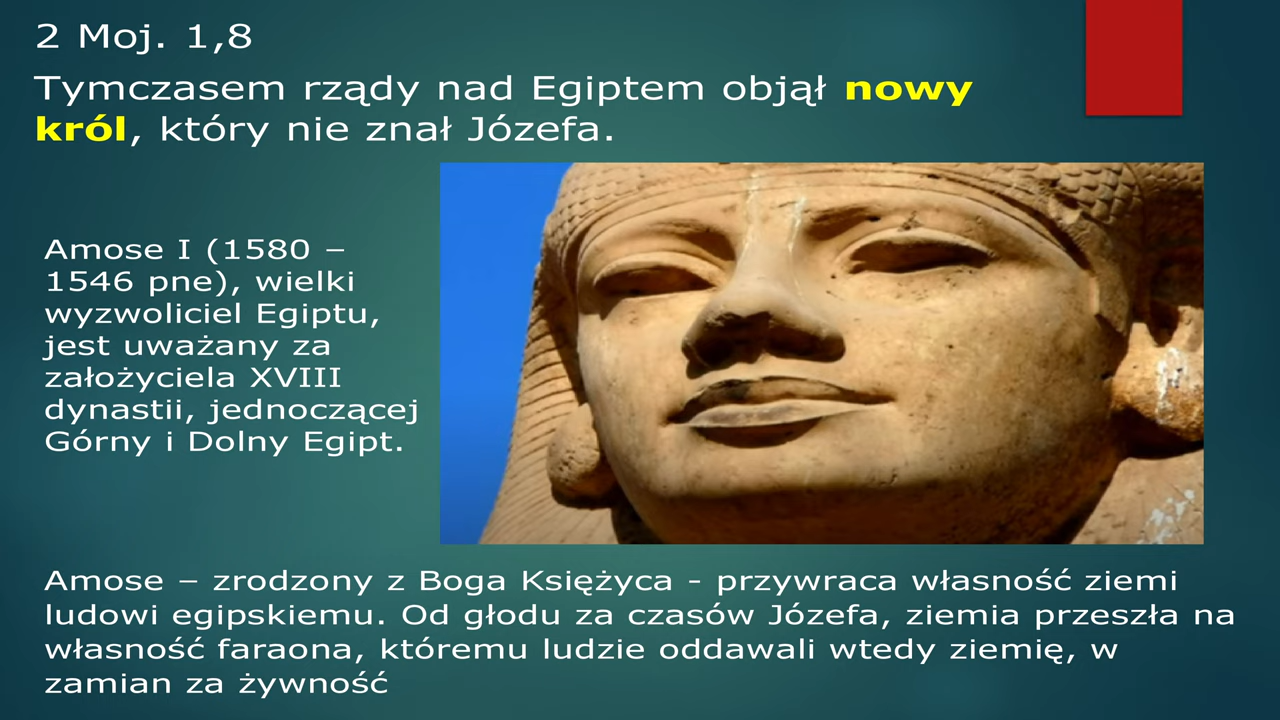 2 Moj. 1,8
Tymczasem rządy nad Egiptem objął nowy
król, który nie znał Józefa.
Amose I (1580 –
1546 pne), wielki
wyzwoliciel Egiptu,
jest uważany za
założyciela XVIII
dynastii, jednoczącej
Górny i Dolny Egipt.
Amose – zrodzony z Boga Księżyca - przywraca własność ziemi
ludowi egipskiemu. Od głodu za czasów Józefa, ziemia przeszła na
własność faraona, któremu ludzie oddawali wtedy ziemię, w
zamian za żywność